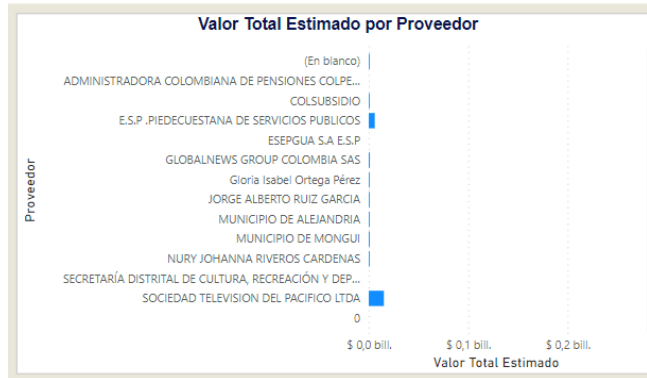 Valor Total Estimado por Proveedor
(En blanco)
ADMINISTRADORA COLOMBIANA DE PENSIONES COLPE...
COLSUBSIDIO
E.S.P .PIEDECUESTANA DE SERVICIOS PUBLICOS
ESEPGUA S.A E.S.P
GLOBALNEWS GROUP COLOMBIA SAS
Gloria Isabel Ortega Pérez
JORGE ALBERTO RUIZ GARCIA
MUNICIPIO DE ALEJANDRIA
MUNICIPIO DE MONGUI
NURY JOHANNA RIVEROS CARDENAS
SECRETARÍA DISTRITAL DE CULTURA, RECREACIÓN Y DEP...
SOCIEDAD TELEVISION DEL PACIFICO LTDA
0
Proveedor
$ 0,0 bill. $ 0,1 bill. $ 0,2 bill.
Valor Total Estimado